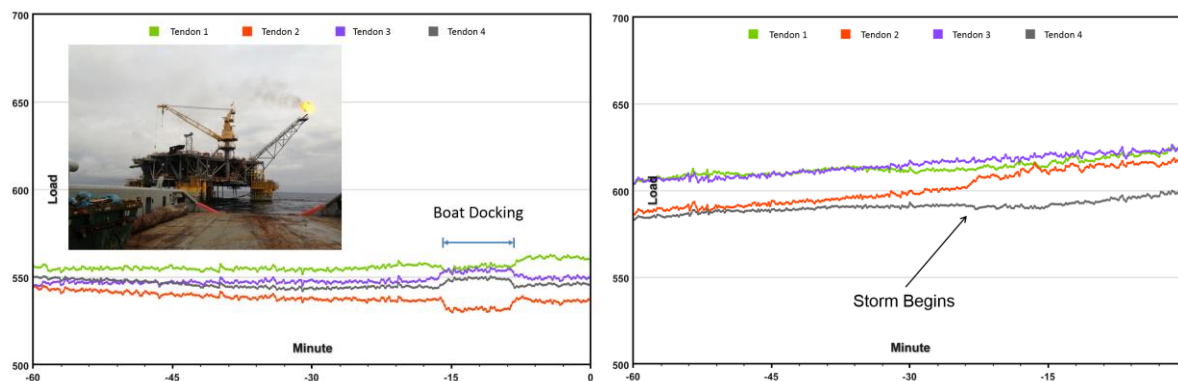 700
Tendon 1 Tendon 2 Tendon 3 Tendon 4
650
Load
600
Boat Docking
550
Minute
500
-60 -45 -30 -15 0
700
Tendon 1 Tendon 2 Tendon 3 Tendon 4
650
600
Load
550
Storm Begins
Minute
500
-60 -45 -30 -15